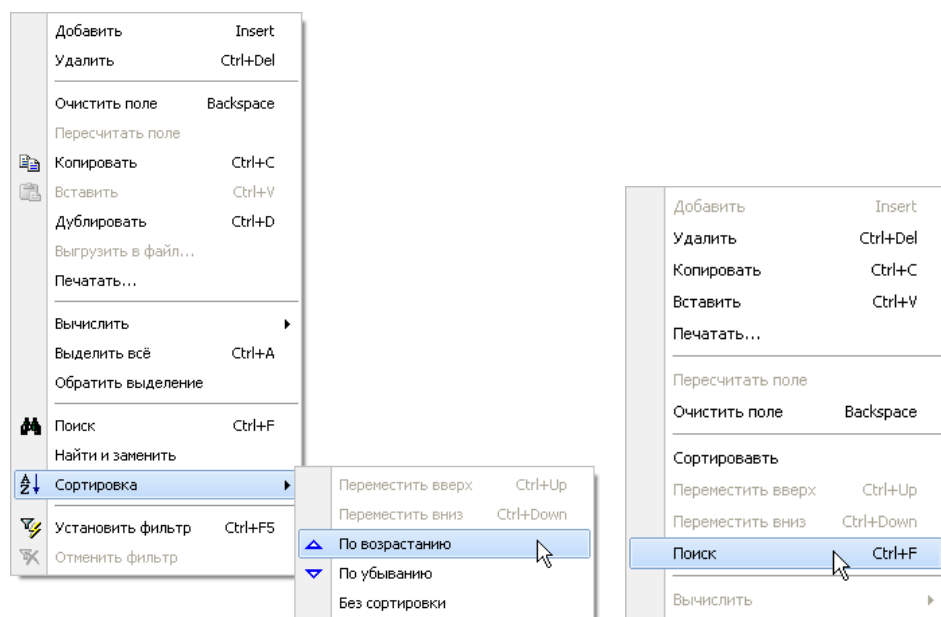 Добавить Insert
Удалить Ctrl+Del
Очистить поле Backspace
Пересчитать поле
Копировать Ctrl+C
Вставить Ctrl+V
Дублировать Ctrl+D
Выгрузить в файл...
Печатать...
Вычислить
Выделить всё Ctrl+A
Обратить выделение
Поиск Ctrl+F
Найти и заменить
Сортировка
Установить фильтр Ctrl+F5
Отменить фильтр
Переместить вверх Ctrl+Up
Переместить вниз Ctrl+Down
По возрастанию
По убыванию
Без сортировки
Добавить Insert
Удалить Ctrl+Del
Копировать Ctrl+C
Вставить Ctrl+V
Печатать...
Пересчитать поле
Очистить поле Backspace
Сортировавть
Переместить вверх Ctrl+Up
Переместить вниз Ctrl+Down
Поиск Ctrl+F
Вычислить